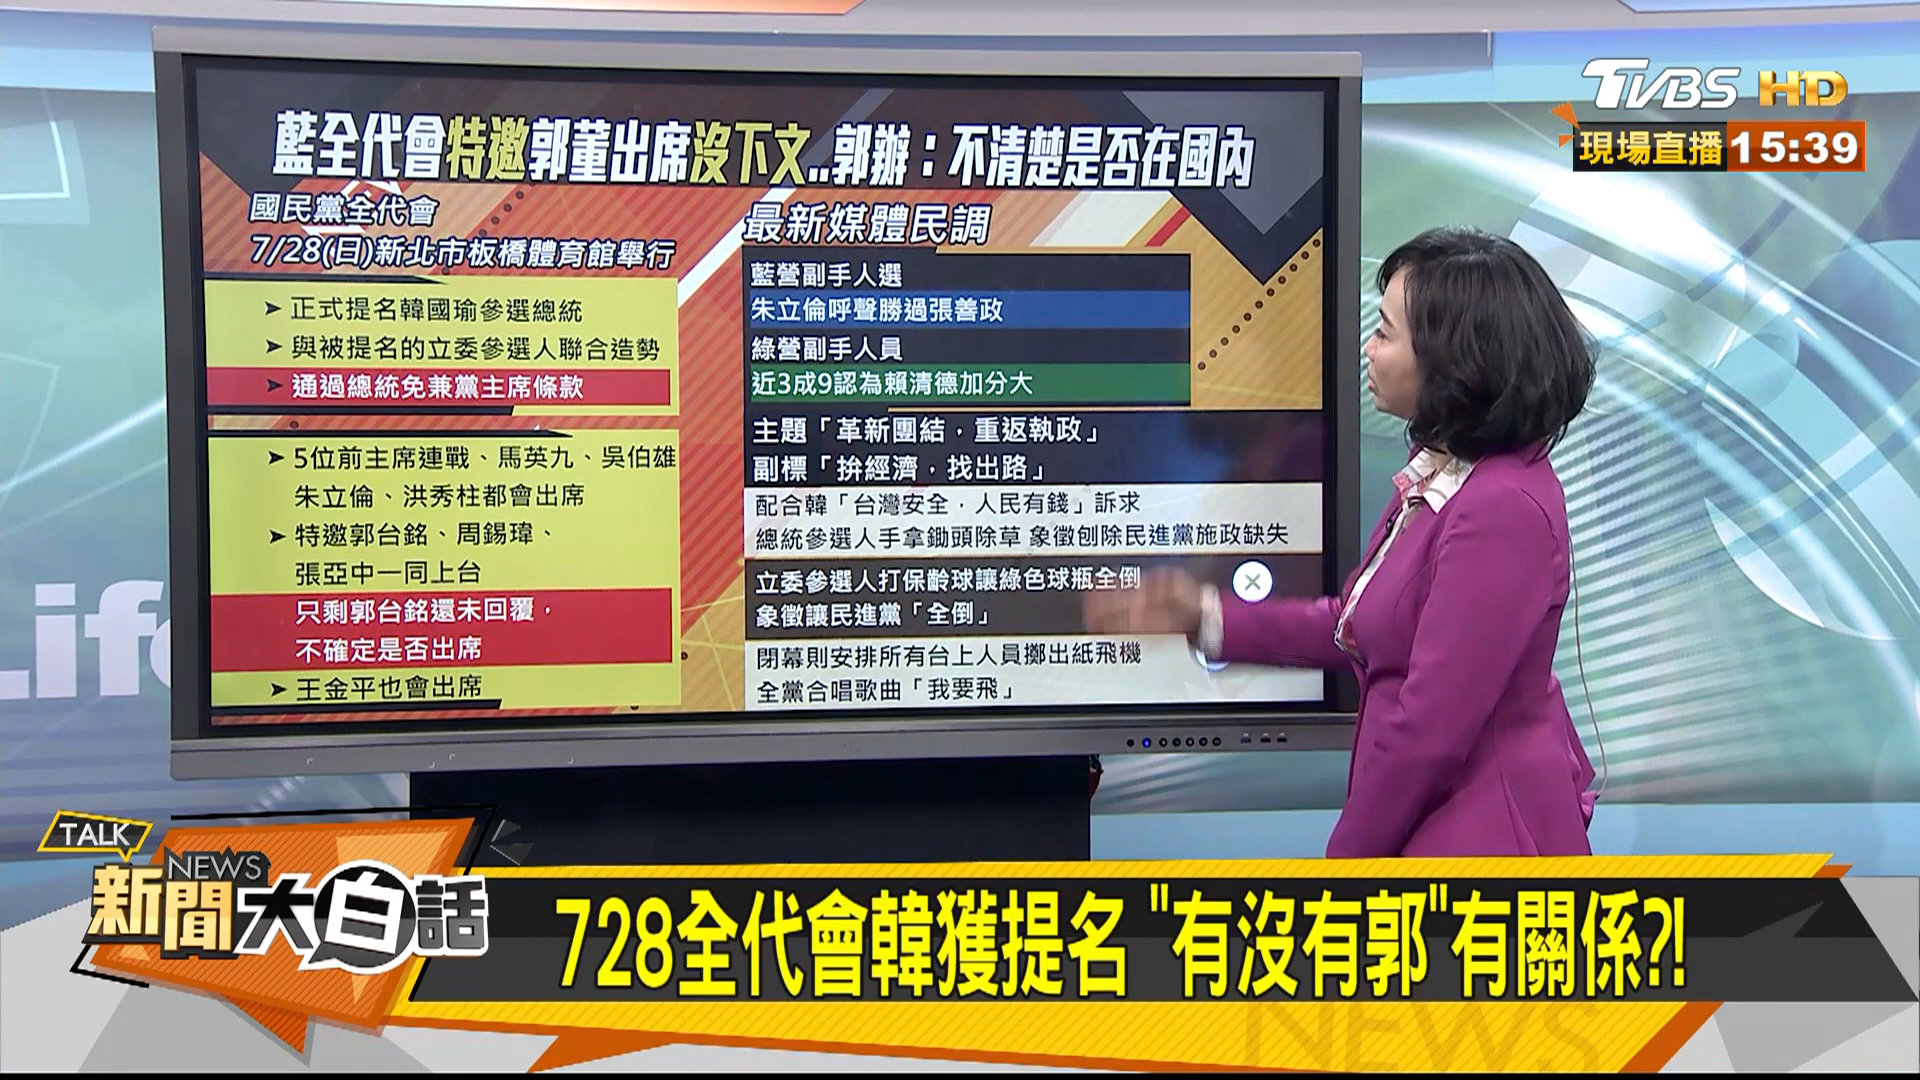 TVBS HD
現場直播 15:39
藍全代會特邀郭董出席沒下文..郭辦：不清楚是否在國內
國民黨全代會
7/28(日)新北市板橋體育館舉行
➤ 正式提名韓國瑜參選總統
➤ 與被提名的立委參選人聯合造勢
➤ 通過總統免兼黨主席條款
➤ 5位前主席連戰、馬英九、吳伯雄
朱立倫、洪秀柱都會出席
➤ 特邀郭台銘、周錫瑋、
張亞中一同上台
只剩郭台銘還未回覆，
不確定是否出席
➤ 王金平也會出席
最新媒體民調
藍營副手人選
朱立倫呼聲勝過張善政
綠營副手人員
近3成9認為賴清德加分大
主題「革新團結，重返執政」
副標「拚經濟，找出路」
配合韓「台灣安全，人民有錢」訴求
總統參選人手拿鋤頭除草 象徵刨除民進黨施政缺失
立委參選人打保齡球讓綠色球瓶全倒
象徵讓民進黨「全倒」
閉幕則安排所有台上人員擲出紙飛機
全黨合唱歌曲「我要飛」
Life
TALK
NEWS
新聞大白話
728全代會韓獲提名 "有沒有郭"有關係?!
NEWS